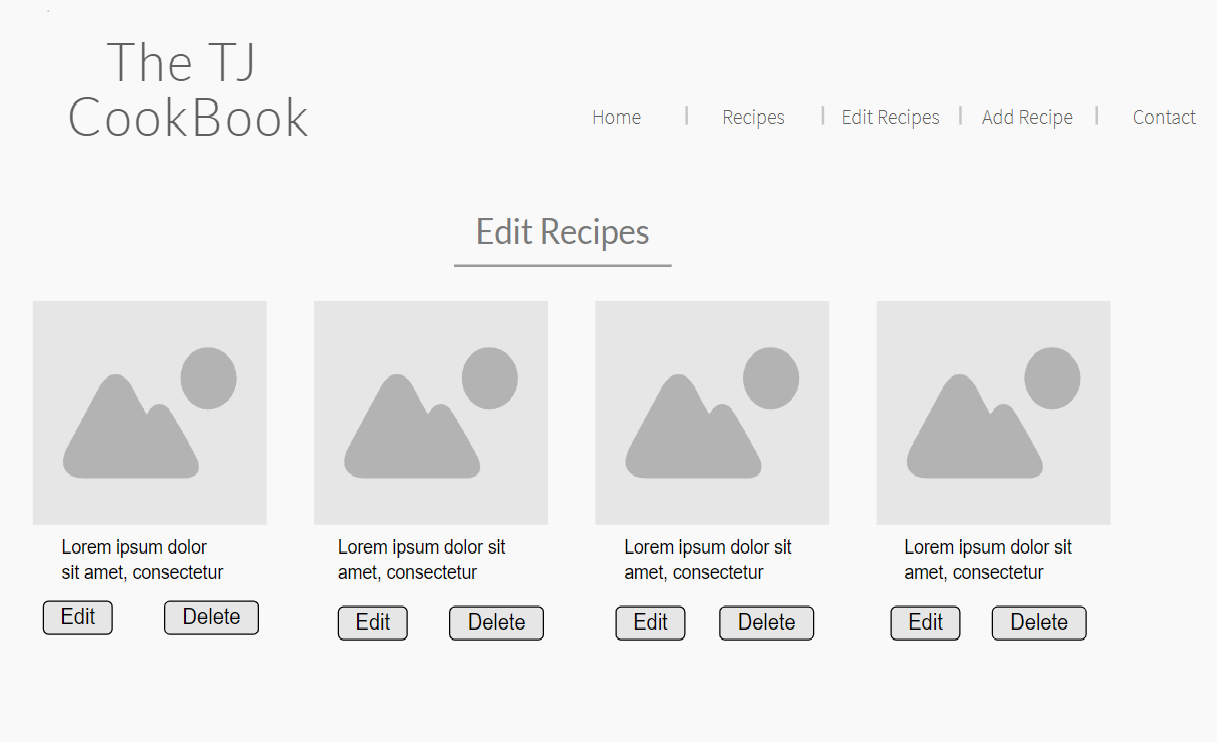 The TJ
CookBook
Home | Recipes | Edit Recipes | Add Recipe | Contact
Edit Recipes
Lorem ipsum dolor
sit amet, consectetur
Edit Delete
Lorem ipsum dolor sit
amet, consectetur
Edit Delete
Lorem ipsum dolor sit
amet, consectetur
Edit Delete
Lorem ipsum dolor sit
amet, consectetur
Edit Delete